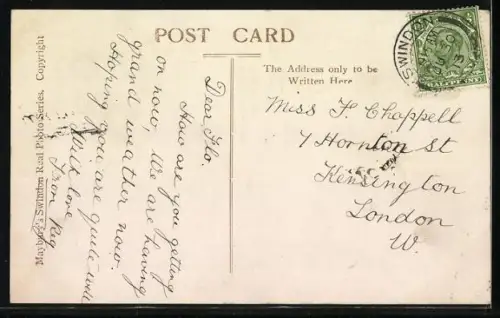 POST CARD
The Address only to be
Written Here
Mayborg's Swindon Real Photo Series. Copyright
Dear Flo.
How are you getting
on now, We are having
grand weather now.
Hoping you are quite well
With love
from Reg
Miss F. Chappell
7 Hornton St
Kensington
London
W.
SWINDON